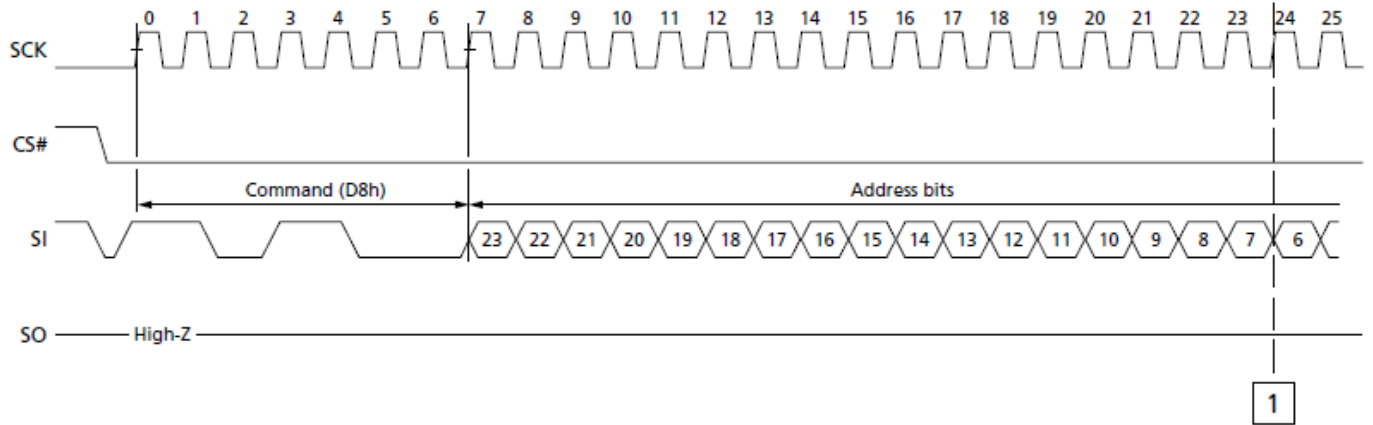 0 1 2 3 4 5 6 7 8 9 10 11 12 13 14 15 16 17 18 19 20 21 22 23 24 25
SCK
CS#
Command (D8h) Address bits
SI 23 22 21 20 19 18 17 16 15 14 13 12 11 10 9 8 7 6
SO High-Z
1